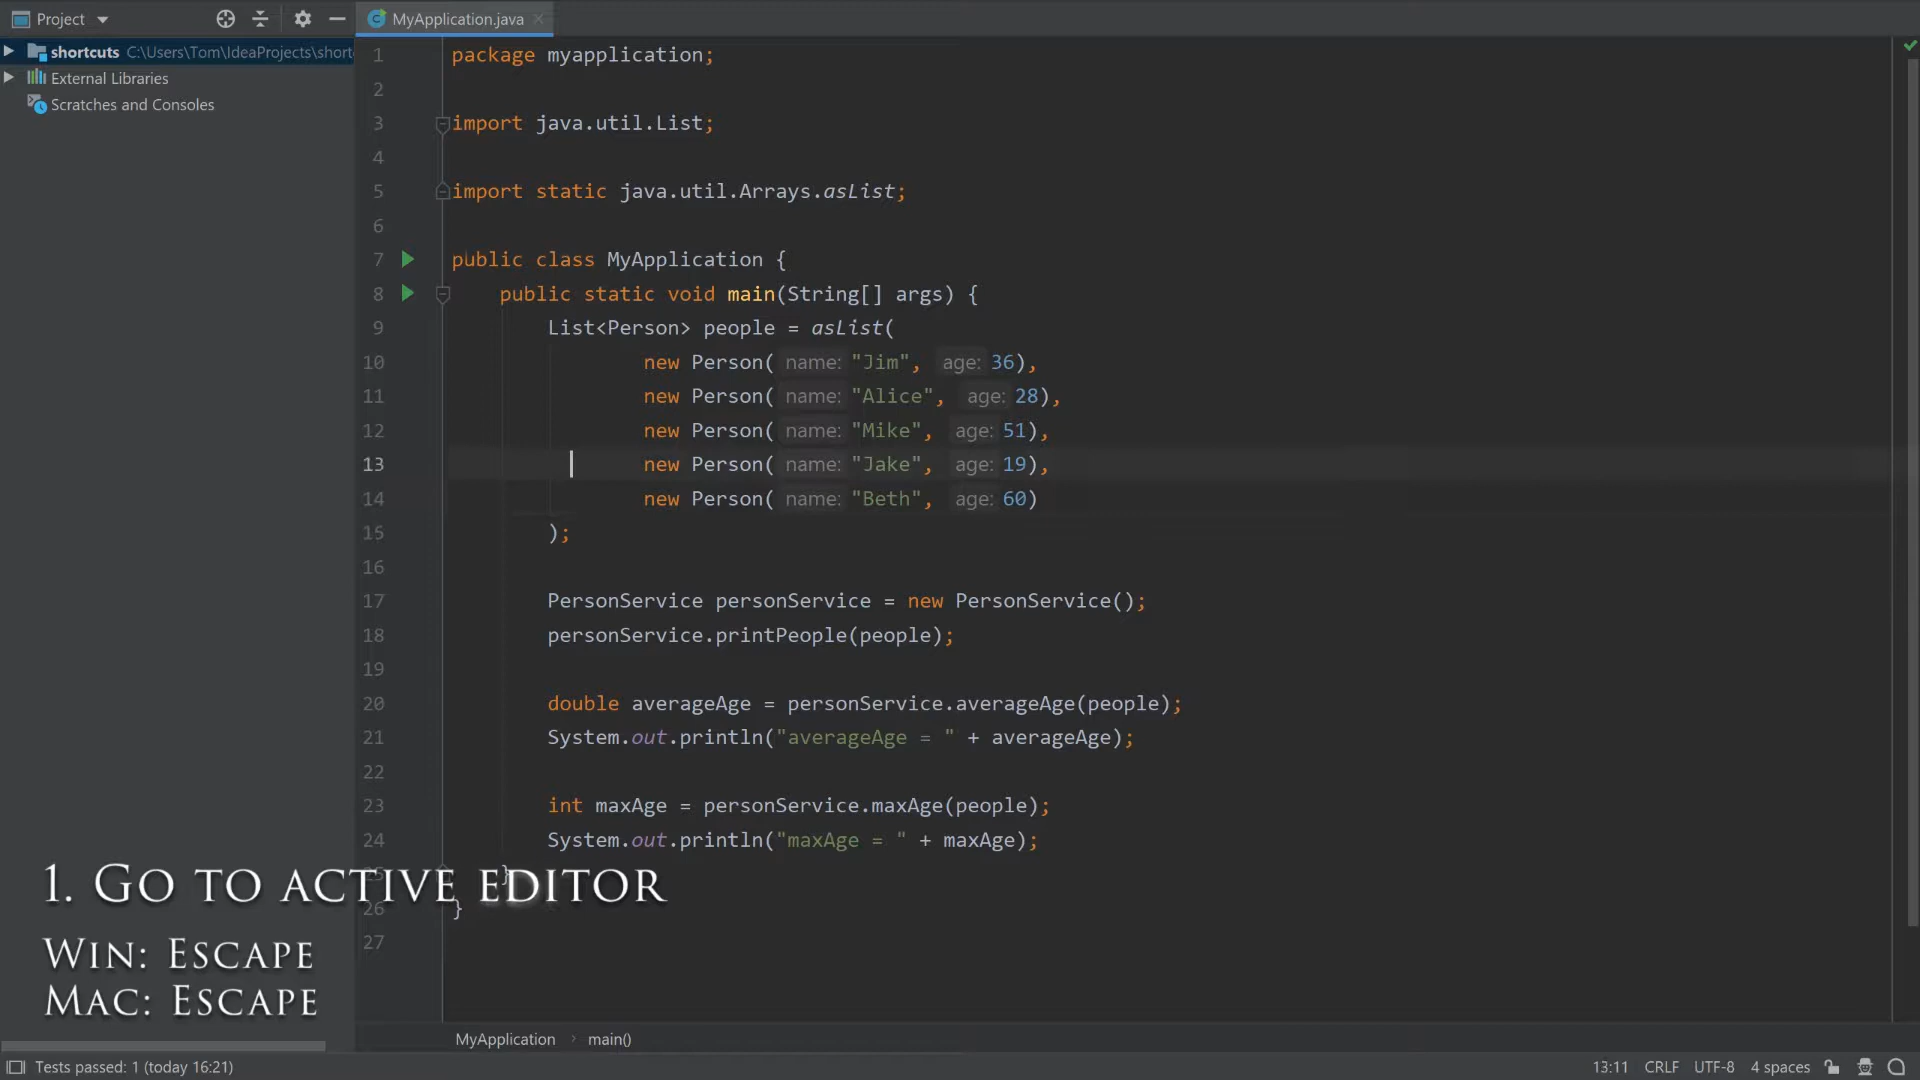 Project
MyApplication.java
shortcuts C:\Users\Tom\IdeaProjects\short
External Libraries
Scratches and Consoles
1 package myapplication;
2
3 import java.util.List;
4
5 import static java.util.Arrays.asList;
6
7 public class MyApplication {
8 public static void main(String[] args) {
9 List<Person> people = asList(
10 new Person( name: "Jim", age: 36),
11 new Person( name: "Alice", age: 28),
12 new Person( name: "Mike", age: 51),
13 new Person( name: "Jake", age: 19),
14 new Person( name: "Beth", age: 60)
15 );
16
17 PersonService personService = new PersonService();
18 personService.printPeople(people);
19
20 double averageAge = personService.averageAge(people);
21 System.out.println("averageAge = " + averageAge);
22
23 int maxAge = personService.maxAge(people);
24 System.out.println("maxAge = " + maxAge);
25 }
26 }
27
1. Go to active editor
Win: Escape
Mac: Escape
MyApplication › main()
Tests passed: 1 (today 16:21)
13:11 CRLF UTF-8 4 spaces